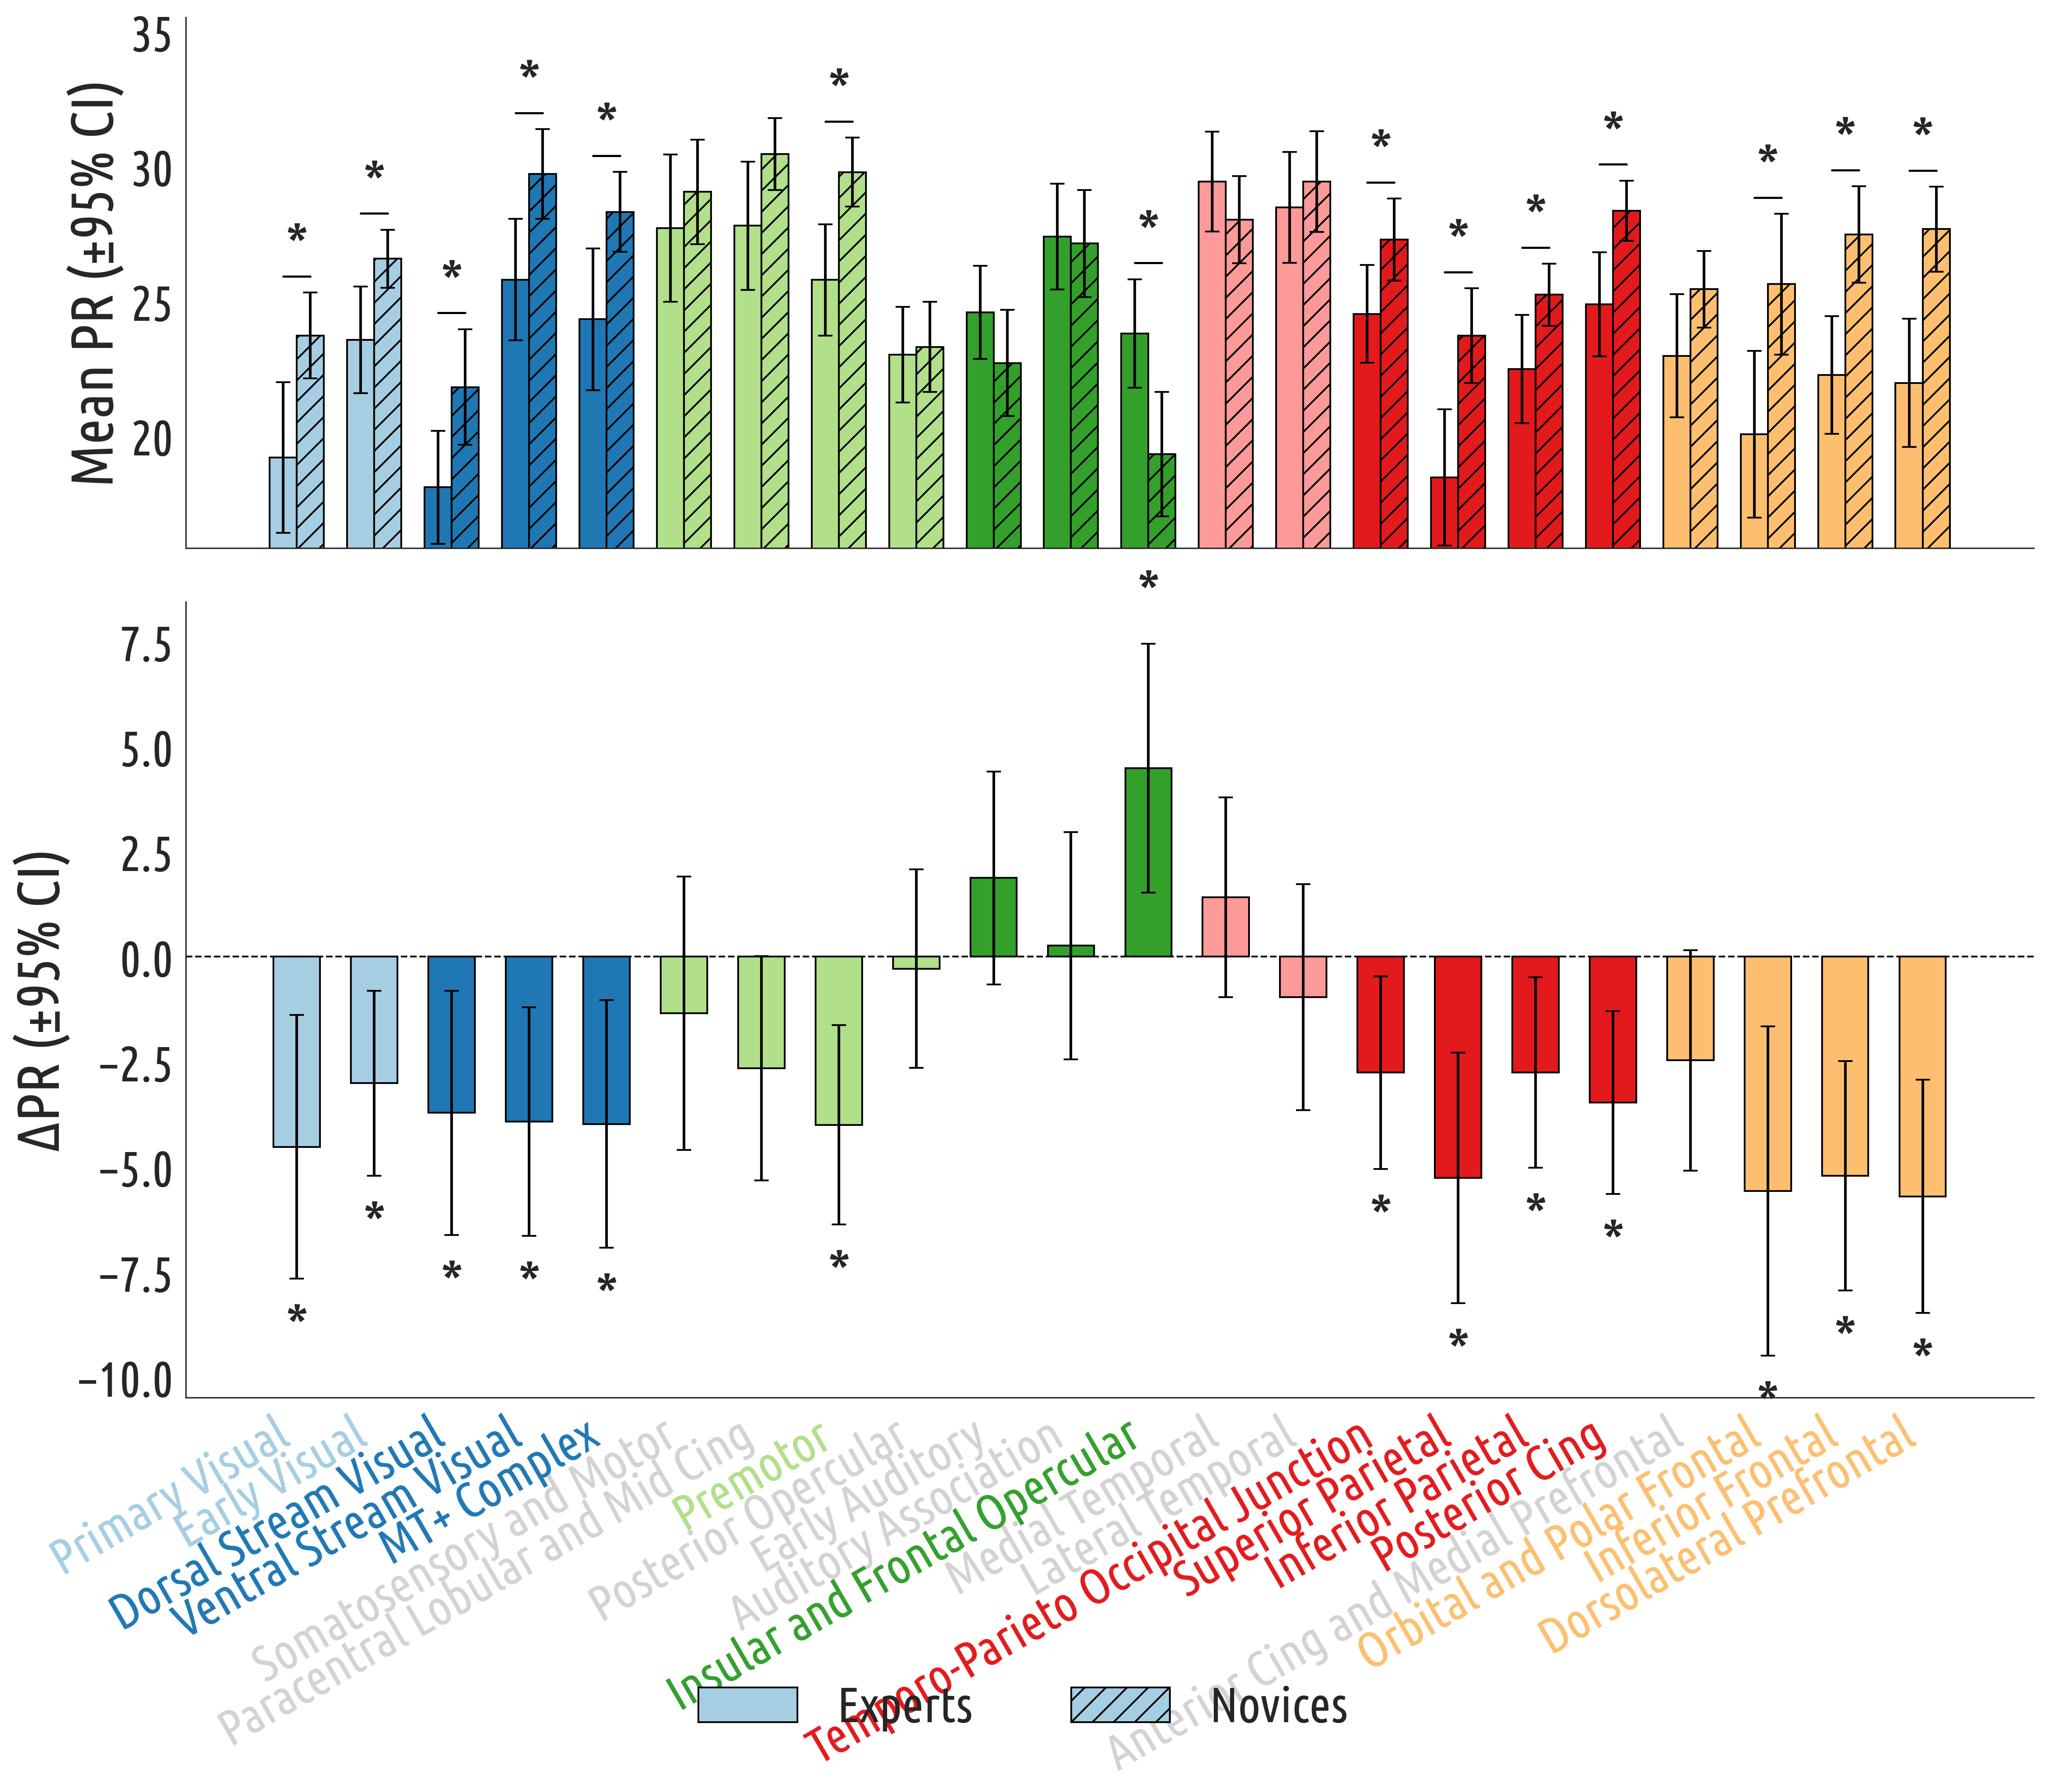 Mean PR (±95% CI)
35
30
25
20
*
*
*
*
*
*
*
*
*
*
*
*
*
*
ΔPR (±95% CI)
*
7.5
5.0
2.5
0.0
−2.5
−5.0
−7.5
−10.0
*
*
*
*
*
*
*
*
*
*
*
*
*
Primary Visual
Early Visual
Dorsal Stream Visual
Ventral Stream Visual
MT+ Complex
Somatosensory and Motor
Paracentral Lobular and Mid Cing
Premotor
Posterior Opercular
Early Auditory
Auditory Association
Insular and Frontal Opercular
Medial Temporal
Lateral Temporal
Temporo-Parieto Occipital Junction
Superior Parietal
Inferior Parietal
Posterior Cing
Anterior Cing and Medial Prefrontal
Orbital and Polar Frontal
Inferior Frontal
Dorsolateral Prefrontal
Experts
Novices